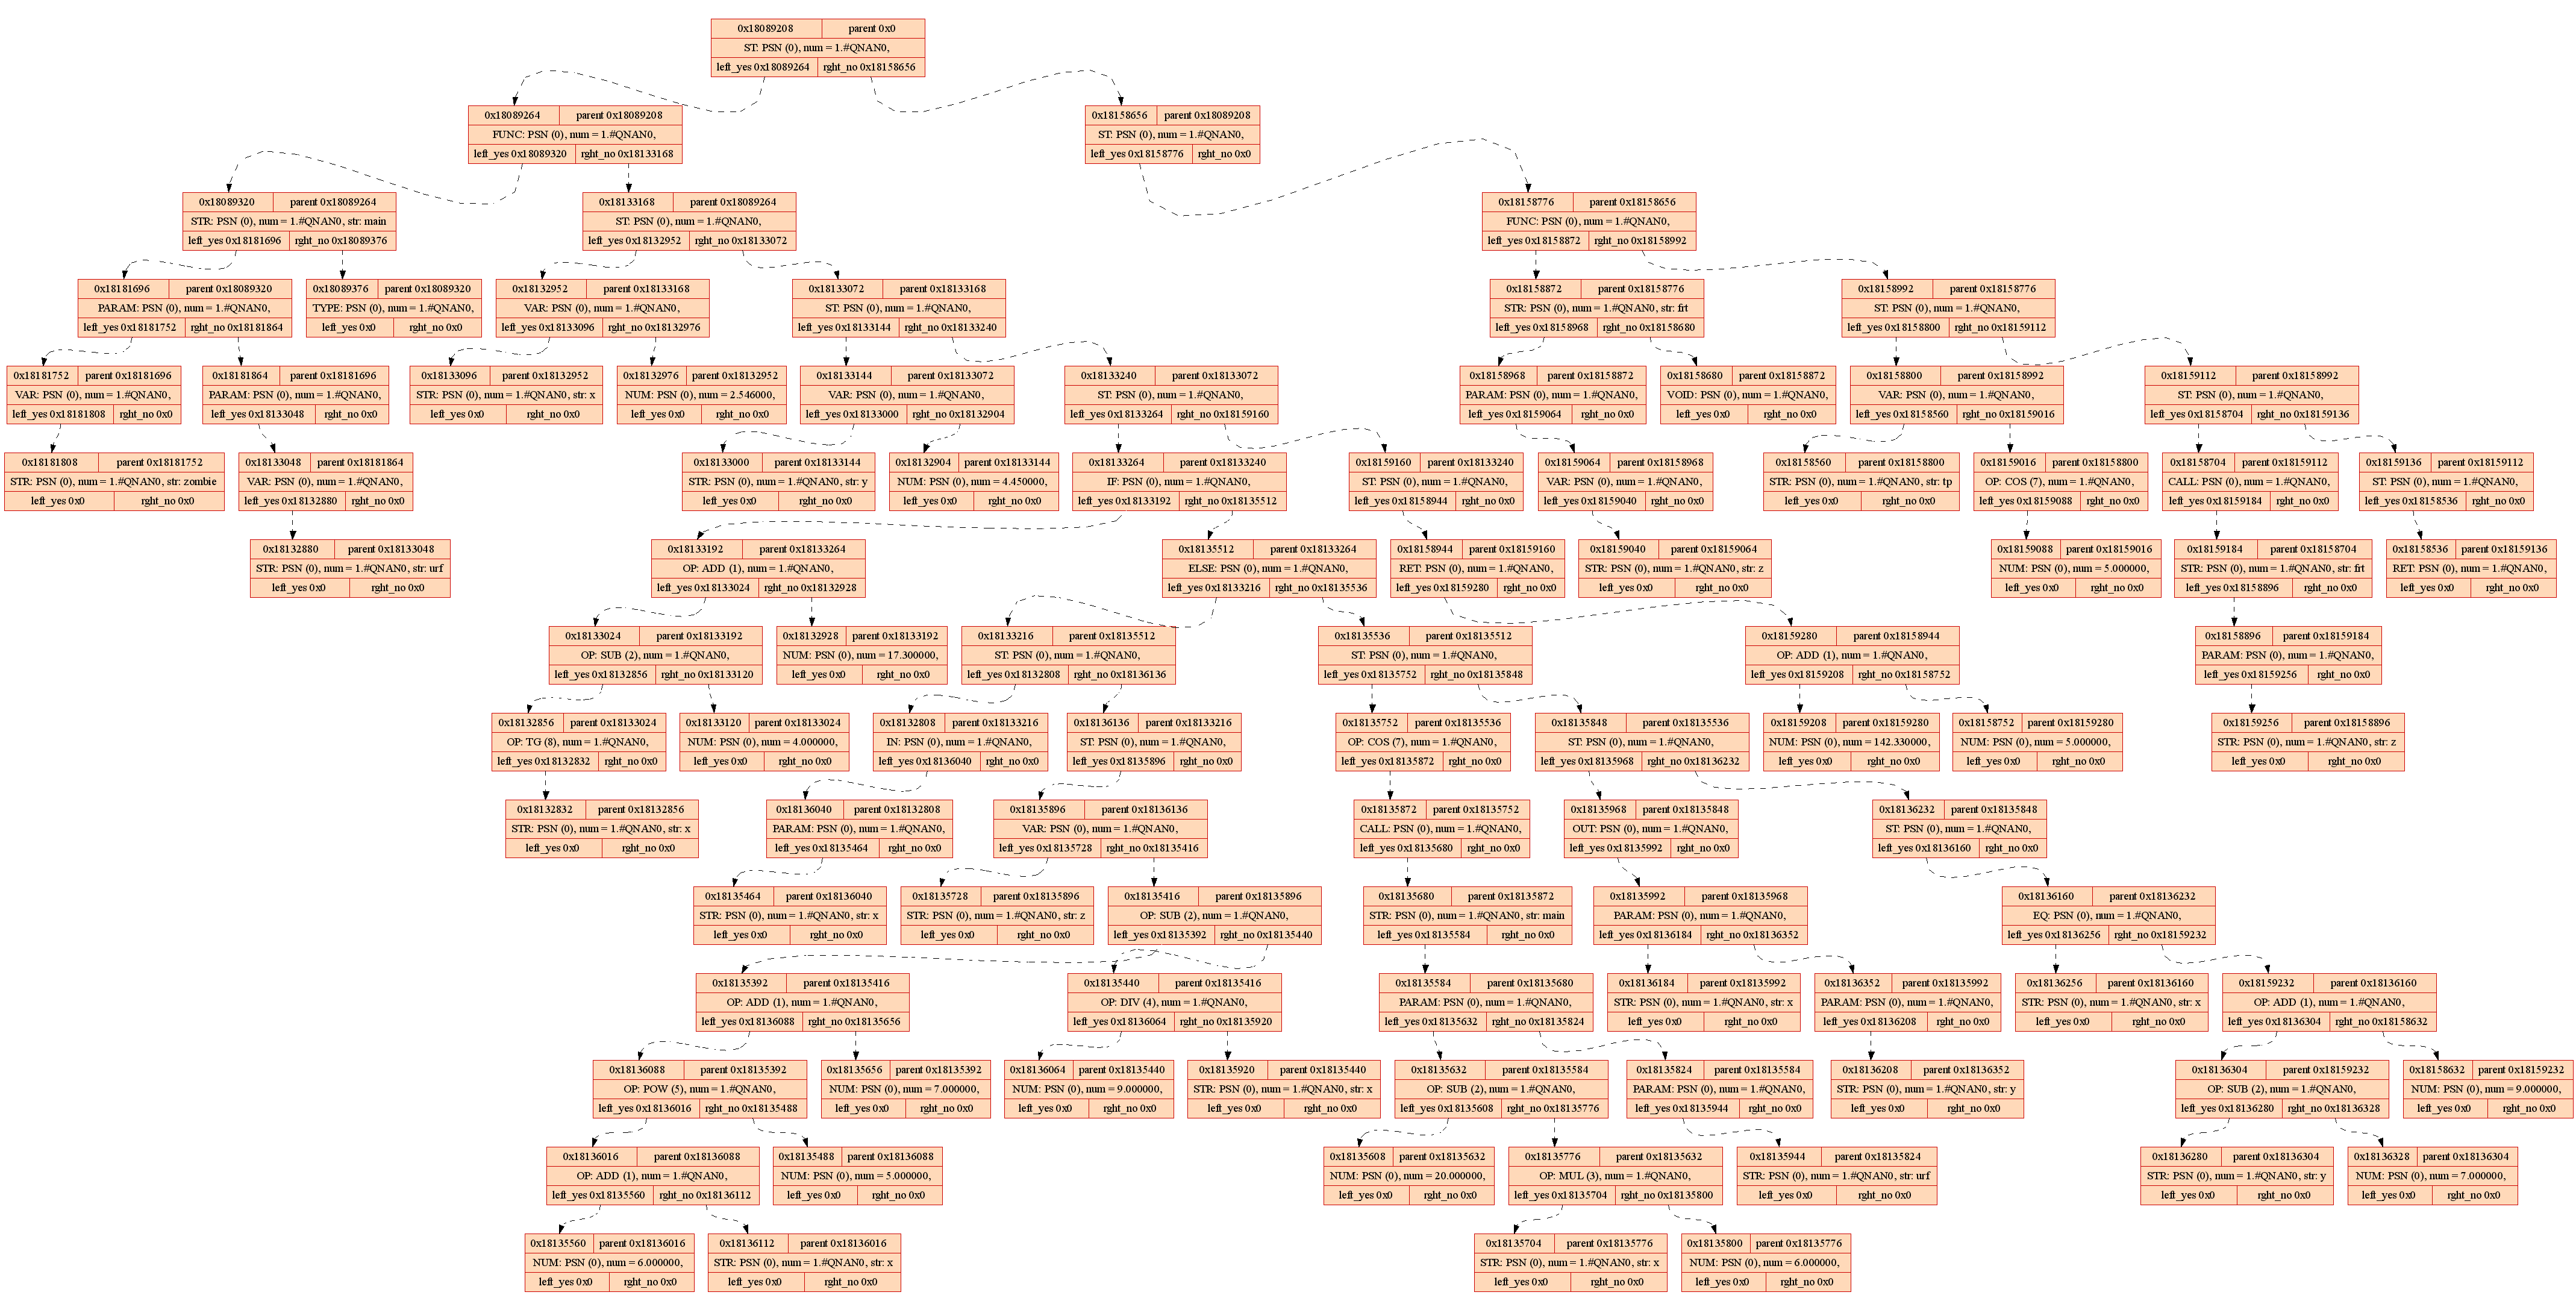 0x18089208 parent 0x0
ST: PSN (0), num = 1.#QNAN0,
left_yes 0x18089264 rght_no 0x18158656
0x18089264 parent 0x18089208
FUNC: PSN (0), num = 1.#QNAN0,
left_yes 0x18089320 rght_no 0x18133168
0x18158656 parent 0x18089208
ST: PSN (0), num = 1.#QNAN0,
left_yes 0x18158776 rght_no 0x0
0x18089320 parent 0x18089264
STR: PSN (0), num = 1.#QNAN0, str: main
left_yes 0x18181696 rght_no 0x18089376
0x18133168 parent 0x18089264
ST: PSN (0), num = 1.#QNAN0,
left_yes 0x18132952 rght_no 0x18133072
0x18158776 parent 0x18158656
FUNC: PSN (0), num = 1.#QNAN0,
left_yes 0x18158872 rght_no 0x18158992
0x18181696 parent 0x18089320
PARAM: PSN (0), num = 1.#QNAN0,
left_yes 0x18181752 rght_no 0x18181864
0x18089376 parent 0x18089320
TYPE: PSN (0), num = 1.#QNAN0,
left_yes 0x0 rght_no 0x0
0x18132952 parent 0x18133168
VAR: PSN (0), num = 1.#QNAN0,
left_yes 0x18133096 rght_no 0x18132976
0x18133072 parent 0x18133168
ST: PSN (0), num = 1.#QNAN0,
left_yes 0x18133144 rght_no 0x18133240
0x18158872 parent 0x18158776
STR: PSN (0), num = 1.#QNAN0, str: frt
left_yes 0x18158968 rght_no 0x18158680
0x18158992 parent 0x18158776
ST: PSN (0), num = 1.#QNAN0,
left_yes 0x18158800 rght_no 0x18159112
0x18181752 parent 0x18181696
VAR: PSN (0), num = 1.#QNAN0,
left_yes 0x18181808 rght_no 0x0
0x18181864 parent 0x18181696
PARAM: PSN (0), num = 1.#QNAN0,
left_yes 0x18133048 rght_no 0x0
0x18133096 parent 0x18132952
STR: PSN (0), num = 1.#QNAN0, str: x
left_yes 0x0 rght_no 0x0
0x18132976 parent 0x18132952
NUM: PSN (0), num = 2.546000,
left_yes 0x0 rght_no 0x0
0x18133144 parent 0x18133072
VAR: PSN (0), num = 1.#QNAN0,
left_yes 0x18133000 rght_no 0x18132904
0x18133240 parent 0x18133072
ST: PSN (0), num = 1.#QNAN0,
left_yes 0x18133264 rght_no 0x18159160
0x18158968 parent 0x18158872
PARAM: PSN (0), num = 1.#QNAN0,
left_yes 0x18159064 rght_no 0x0
0x18158680 parent 0x18158872
VOID: PSN (0), num = 1.#QNAN0,
left_yes 0x0 rght_no 0x0
0x18158800 parent 0x18158992
VAR: PSN (0), num = 1.#QNAN0,
left_yes 0x18158560 rght_no 0x18159016
0x18159112 parent 0x18158992
ST: PSN (0), num = 1.#QNAN0,
left_yes 0x18158704 rght_no 0x18159136
0x18181808 parent 0x18181752
STR: PSN (0), num = 1.#QNAN0, str: zombie
left_yes 0x0 rght_no 0x0
0x18133048 parent 0x18181864
VAR: PSN (0), num = 1.#QNAN0,
left_yes 0x18132880 rght_no 0x0
0x18133000 parent 0x18133144
STR: PSN (0), num = 1.#QNAN0, str: y
left_yes 0x0 rght_no 0x0
0x18132904 parent 0x18133144
NUM: PSN (0), num = 4.450000,
left_yes 0x0 rght_no 0x0
0x18133264 parent 0x18133240
IF: PSN (0), num = 1.#QNAN0,
left_yes 0x18133192 rght_no 0x18135512
0x18159160 parent 0x18133240
ST: PSN (0), num = 1.#QNAN0,
left_yes 0x18158944 rght_no 0x0
0x18159064 parent 0x18158968
VAR: PSN (0), num = 1.#QNAN0,
left_yes 0x18159040 rght_no 0x0
0x18158560 parent 0x18158800
STR: PSN (0), num = 1.#QNAN0, str: tp
left_yes 0x0 rght_no 0x0
0x18159016 parent 0x18158800
OP: COS (7), num = 1.#QNAN0,
left_yes 0x18159088 rght_no 0x0
0x18158704 parent 0x18159112
CALL: PSN (0), num = 1.#QNAN0,
left_yes 0x18159184 rght_no 0x0
0x18159136 parent 0x18159112
ST: PSN (0), num = 1.#QNAN0,
left_yes 0x18158536 rght_no 0x0
0x18132880 parent 0x18133048
STR: PSN (0), num = 1.#QNAN0, str: urf
left_yes 0x0 rght_no 0x0
0x18133192 parent 0x18133264
OP: ADD (1), num = 1.#QNAN0,
left_yes 0x18133024 rght_no 0x18132928
0x18135512 parent 0x18133264
ELSE: PSN (0), num = 1.#QNAN0,
left_yes 0x18133216 rght_no 0x18135536
0x18158944 parent 0x18159160
RET: PSN (0), num = 1.#QNAN0,
left_yes 0x18159280 rght_no 0x0
0x18159040 parent 0x18159064
STR: PSN (0), num = 1.#QNAN0, str: z
left_yes 0x0 rght_no 0x0
0x18159088 parent 0x18159016
NUM: PSN (0), num = 5.000000,
left_yes 0x0 rght_no 0x0
0x18159184 parent 0x18158704
STR: PSN (0), num = 1.#QNAN0, str: frt
left_yes 0x18158896 rght_no 0x0
0x18158536 parent 0x18159136
RET: PSN (0), num = 1.#QNAN0,
left_yes 0x0 rght_no 0x0
0x18133024 parent 0x18133192
OP: SUB (2), num = 1.#QNAN0,
left_yes 0x18132856 rght_no 0x18133120
0x18132928 parent 0x18133192
NUM: PSN (0), num = 17.300000,
left_yes 0x0 rght_no 0x0
0x18133216 parent 0x18135512
ST: PSN (0), num = 1.#QNAN0,
left_yes 0x18132808 rght_no 0x18136136
0x18135536 parent 0x18135512
ST: PSN (0), num = 1.#QNAN0,
left_yes 0x18135752 rght_no 0x18135848
0x18159280 parent 0x18158944
OP: ADD (1), num = 1.#QNAN0,
left_yes 0x18159208 rght_no 0x18158752
0x18158896 parent 0x18159184
PARAM: PSN (0), num = 1.#QNAN0,
left_yes 0x18159256 rght_no 0x0
0x18132856 parent 0x18133024
OP: TG (8), num = 1.#QNAN0,
left_yes 0x18132832 rght_no 0x0
0x18133120 parent 0x18133024
NUM: PSN (0), num = 4.000000,
left_yes 0x0 rght_no 0x0
0x18132808 parent 0x18133216
IN: PSN (0), num = 1.#QNAN0,
left_yes 0x18136040 rght_no 0x0
0x18136136 parent 0x18133216
ST: PSN (0), num = 1.#QNAN0,
left_yes 0x18135896 rght_no 0x0
0x18135752 parent 0x18135536
OP: COS (7), num = 1.#QNAN0,
left_yes 0x18135872 rght_no 0x0
0x18135848 parent 0x18135536
ST: PSN (0), num = 1.#QNAN0,
left_yes 0x18135968 rght_no 0x18136232
0x18159208 parent 0x18159280
NUM: PSN (0), num = 142.330000,
left_yes 0x0 rght_no 0x0
0x18158752 parent 0x18159280
NUM: PSN (0), num = 5.000000,
left_yes 0x0 rght_no 0x0
0x18159256 parent 0x18158896
STR: PSN (0), num = 1.#QNAN0, str: z
left_yes 0x0 rght_no 0x0
0x18132832 parent 0x18132856
STR: PSN (0), num = 1.#QNAN0, str: x
left_yes 0x0 rght_no 0x0
0x18136040 parent 0x18132808
PARAM: PSN (0), num = 1.#QNAN0,
left_yes 0x18135464 rght_no 0x0
0x18135896 parent 0x18136136
VAR: PSN (0), num = 1.#QNAN0,
left_yes 0x18135728 rght_no 0x18135416
0x18135872 parent 0x18135752
CALL: PSN (0), num = 1.#QNAN0,
left_yes 0x18135680 rght_no 0x0
0x18135968 parent 0x18135848
OUT: PSN (0), num = 1.#QNAN0,
left_yes 0x18135992 rght_no 0x0
0x18136232 parent 0x18135848
ST: PSN (0), num = 1.#QNAN0,
left_yes 0x18136160 rght_no 0x0
0x18135464 parent 0x18136040
STR: PSN (0), num = 1.#QNAN0, str: x
left_yes 0x0 rght_no 0x0
0x18135728 parent 0x18135896
STR: PSN (0), num = 1.#QNAN0, str: z
left_yes 0x0 rght_no 0x0
0x18135416 parent 0x18135896
OP: SUB (2), num = 1.#QNAN0,
left_yes 0x18135392 rght_no 0x18135440
0x18135680 parent 0x18135872
STR: PSN (0), num = 1.#QNAN0, str: main
left_yes 0x18135584 rght_no 0x0
0x18135992 parent 0x18135968
PARAM: PSN (0), num = 1.#QNAN0,
left_yes 0x18136184 rght_no 0x18136352
0x18136160 parent 0x18136232
EQ: PSN (0), num = 1.#QNAN0,
left_yes 0x18136256 rght_no 0x18159232
0x18135392 parent 0x18135416
OP: ADD (1), num = 1.#QNAN0,
left_yes 0x18136088 rght_no 0x18135656
0x18135440 parent 0x18135416
OP: DIV (4), num = 1.#QNAN0,
left_yes 0x18136064 rght_no 0x18135920
0x18135584 parent 0x18135680
PARAM: PSN (0), num = 1.#QNAN0,
left_yes 0x18135632 rght_no 0x18135824
0x18136184 parent 0x18135992
STR: PSN (0), num = 1.#QNAN0, str: x
left_yes 0x0 rght_no 0x0
0x18136352 parent 0x18135992
PARAM: PSN (0), num = 1.#QNAN0,
left_yes 0x18136208 rght_no 0x0
0x18136256 parent 0x18136160
STR: PSN (0), num = 1.#QNAN0, str: x
left_yes 0x0 rght_no 0x0
0x18159232 parent 0x18136160
OP: ADD (1), num = 1.#QNAN0,
left_yes 0x18136304 rght_no 0x18158632
0x18136088 parent 0x18135392
OP: POW (5), num = 1.#QNAN0,
left_yes 0x18136016 rght_no 0x18135488
0x18135656 parent 0x18135392
NUM: PSN (0), num = 7.000000,
left_yes 0x0 rght_no 0x0
0x18136064 parent 0x18135440
NUM: PSN (0), num = 9.000000,
left_yes 0x0 rght_no 0x0
0x18135920 parent 0x18135440
STR: PSN (0), num = 1.#QNAN0, str: x
left_yes 0x0 rght_no 0x0
0x18135632 parent 0x18135584
OP: SUB (2), num = 1.#QNAN0,
left_yes 0x18135608 rght_no 0x18135776
0x18135824 parent 0x18135584
PARAM: PSN (0), num = 1.#QNAN0,
left_yes 0x18135944 rght_no 0x0
0x18136208 parent 0x18136352
STR: PSN (0), num = 1.#QNAN0, str: y
left_yes 0x0 rght_no 0x0
0x18136304 parent 0x18159232
OP: SUB (2), num = 1.#QNAN0,
left_yes 0x18136280 rght_no 0x18136328
0x18158632 parent 0x18159232
NUM: PSN (0), num = 9.000000,
left_yes 0x0 rght_no 0x0
0x18136016 parent 0x18136088
OP: ADD (1), num = 1.#QNAN0,
left_yes 0x18135560 rght_no 0x18136112
0x18135488 parent 0x18136088
NUM: PSN (0), num = 5.000000,
left_yes 0x0 rght_no 0x0
0x18135608 parent 0x18135632
NUM: PSN (0), num = 20.000000,
left_yes 0x0 rght_no 0x0
0x18135776 parent 0x18135632
OP: MUL (3), num = 1.#QNAN0,
left_yes 0x18135704 rght_no 0x18135800
0x18135944 parent 0x18135824
STR: PSN (0), num = 1.#QNAN0, str: urf
left_yes 0x0 rght_no 0x0
0x18136280 parent 0x18136304
STR: PSN (0), num = 1.#QNAN0, str: y
left_yes 0x0 rght_no 0x0
0x18136328 parent 0x18136304
NUM: PSN (0), num = 7.000000,
left_yes 0x0 rght_no 0x0
0x18135560 parent 0x18136016
NUM: PSN (0), num = 6.000000,
left_yes 0x0 rght_no 0x0
0x18136112 parent 0x18136016
STR: PSN (0), num = 1.#QNAN0, str: x
left_yes 0x0 rght_no 0x0
0x18135704 parent 0x18135776
STR: PSN (0), num = 1.#QNAN0, str: x
left_yes 0x0 rght_no 0x0
0x18135800 parent 0x18135776
NUM: PSN (0), num = 6.000000,
left_yes 0x0 rght_no 0x0